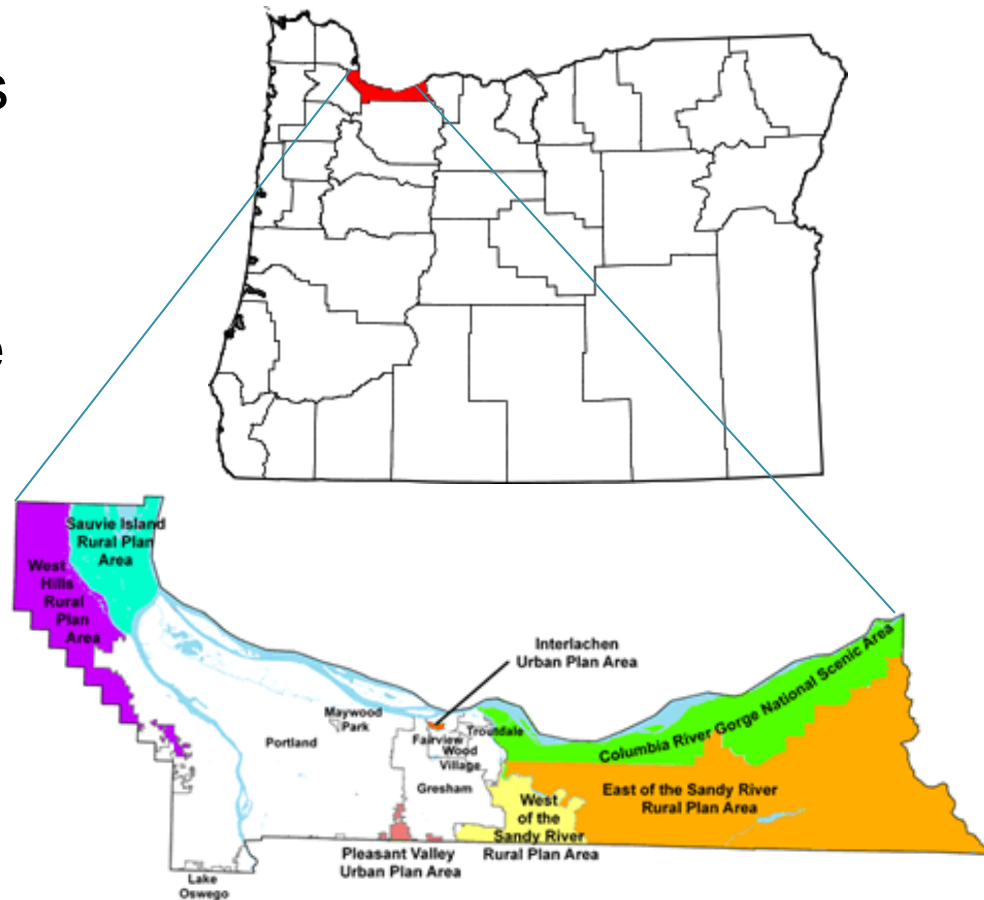 s
e
Sauvie Island
Rural Plan
Area
West
Hills
Rural
Plan
Area
Interlachen
Urban Plan Area
Columbia River Gorge National Scenic Area
Maywood
Park
Portland
Fairview
Troutdale
Wood
Village
Gresham
East of the Sandy River
Rural Plan Area
West
of the
Sandy River
Rural Plan Area
Pleasant Valley
Urban Plan Area
Lake
Oswego